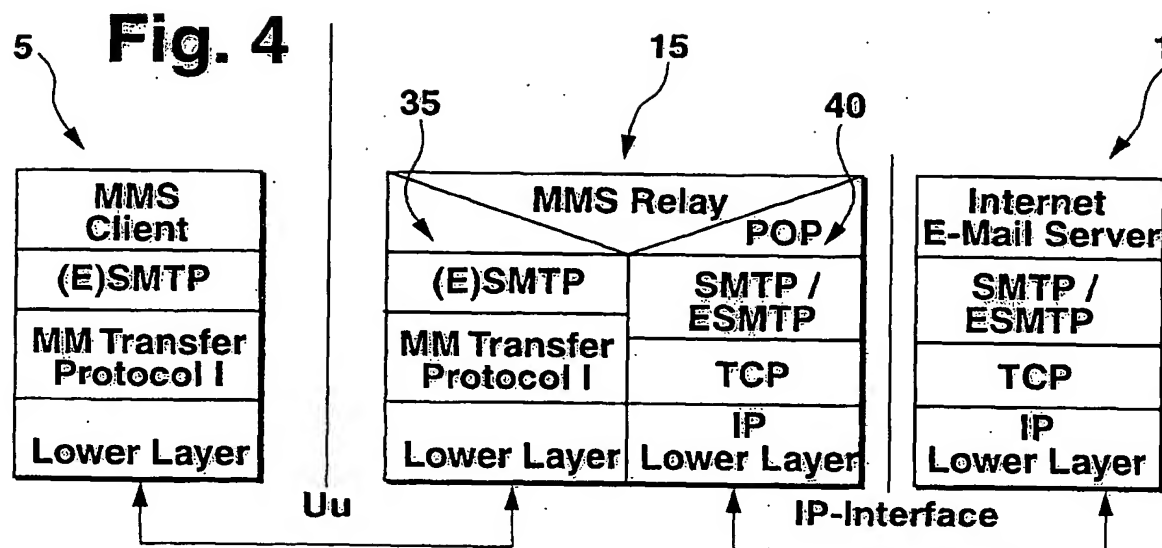 Fig. 4
5
15
35
40
MMS
Client
(E)SMTP
MM Transfer
Protocol I
Lower Layer
MMS Relay
POP
(E)SMTP
MM Transfer
Protocol I
Lower Layer
SMTP /
ESMTP
TCP
IP
Lower Layer
Internet
E-Mail Server
SMTP /
ESMTP
TCP
IP
Lower Layer
Uu
IP-Interface